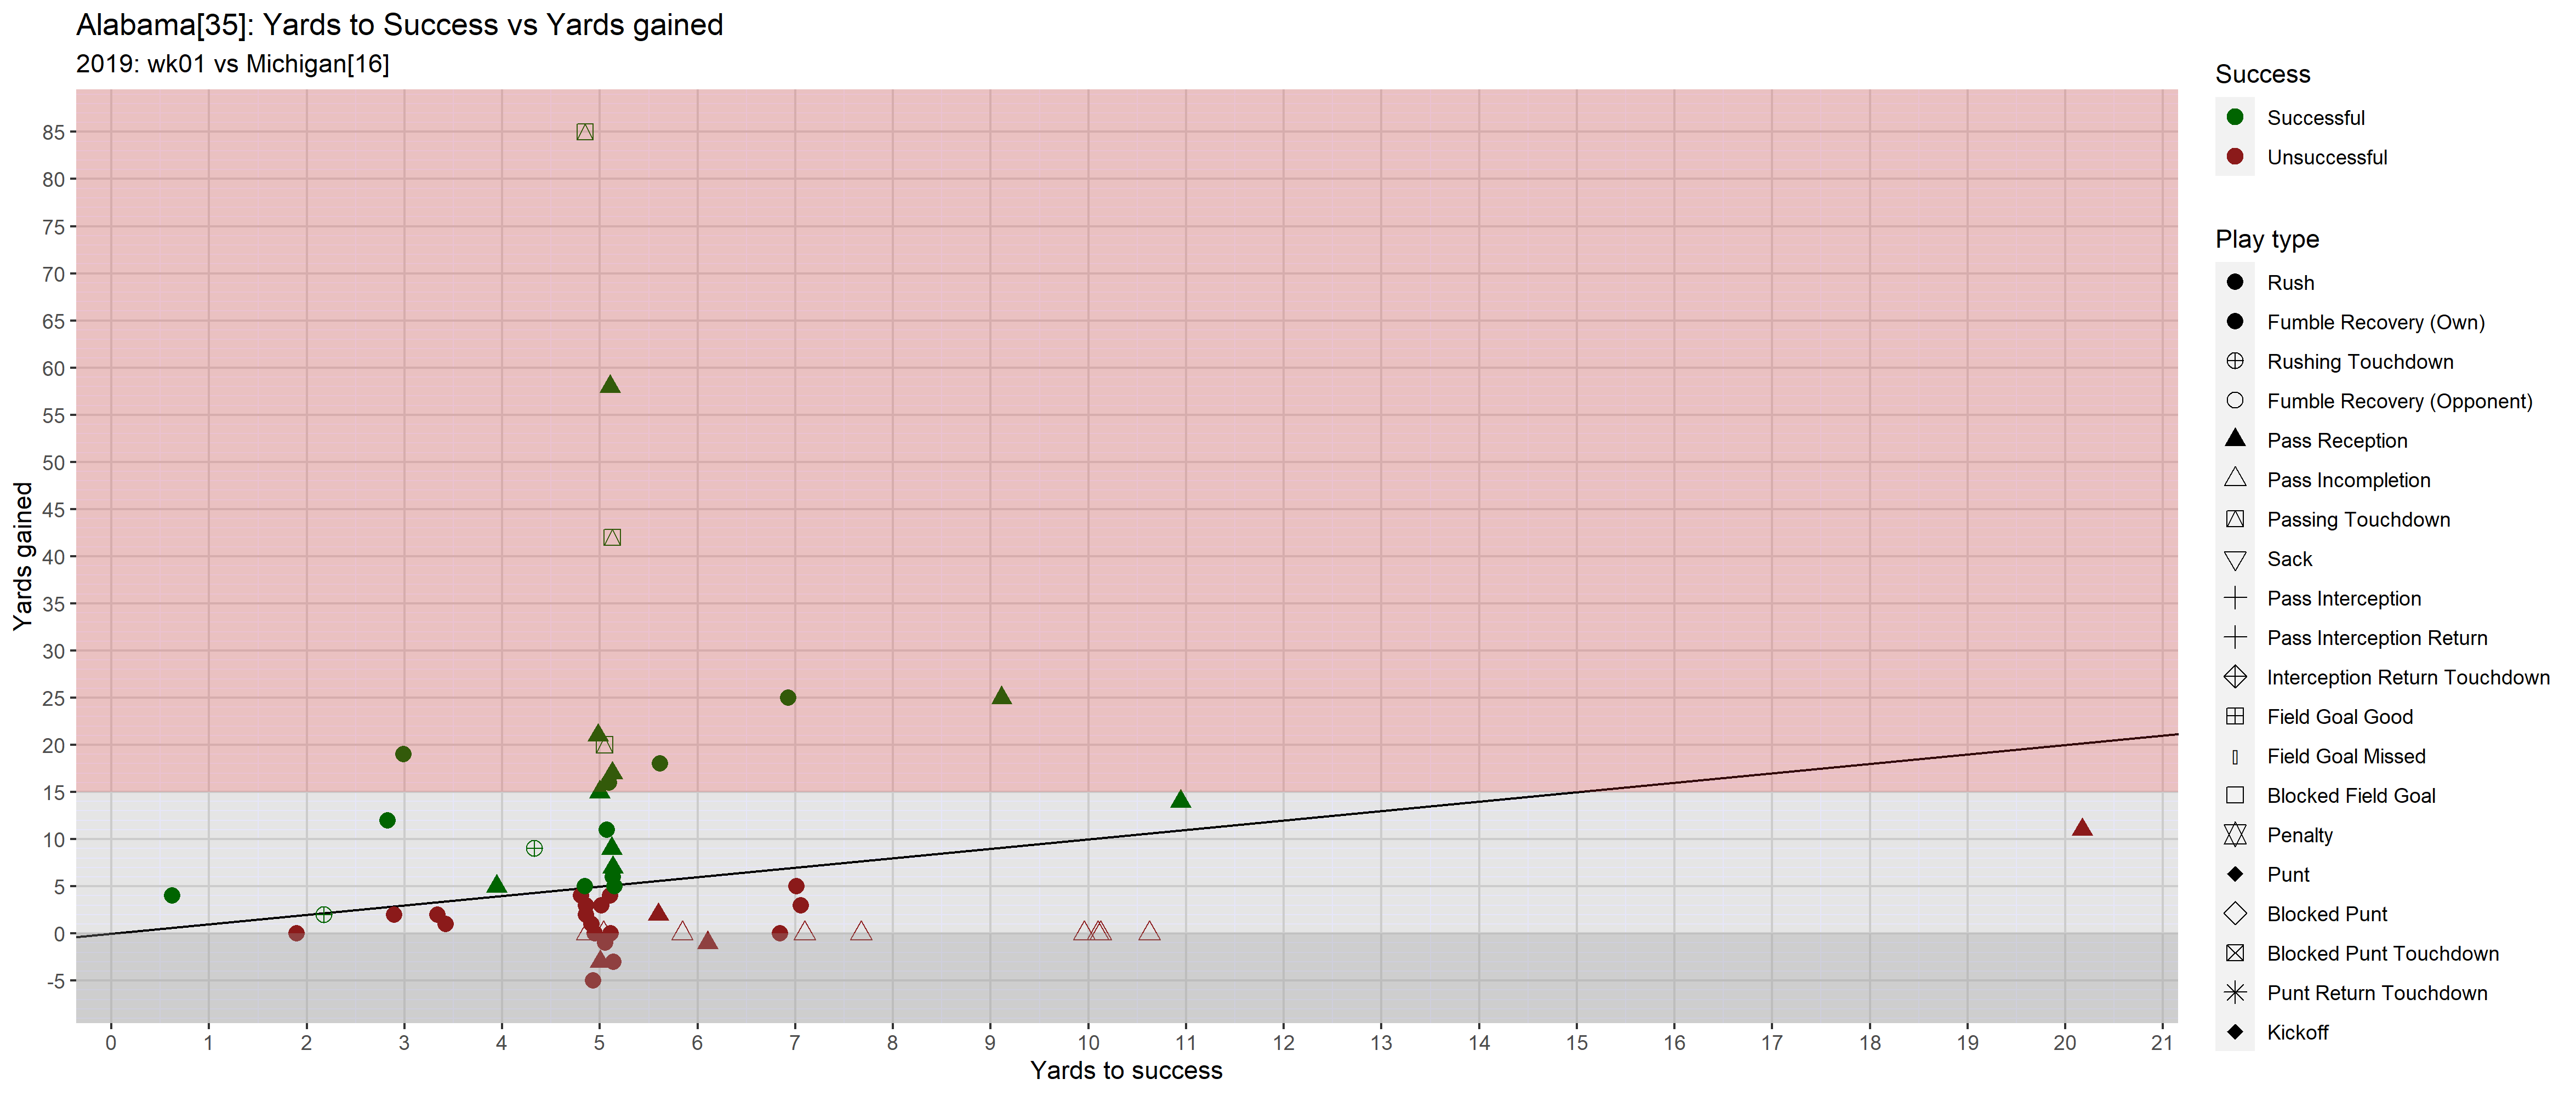 Alabama[35]: Yards to Success vs Yards gained
2019: wk01 vs Michigan[16]
Yards gained
85
80
75
70
65
60
55
50
45
40
35
30
25
20
15
10
5
0
-5
0 1 2 3 4 5 6 7 8 9 10 11 12 13 14 15 16 17 18 19 20 21
Yards to success
Success
Successful
Unsuccessful
Play type
Rush
Fumble Recovery (Own)
Rushing Touchdown
Fumble Recovery (Opponent)
Pass Reception
Pass Incompletion
Passing Touchdown
Sack
Pass Interception
Pass Interception Return
Interception Return Touchdown
Field Goal Good
Field Goal Missed
Blocked Field Goal
Penalty
Punt
Blocked Punt
Blocked Punt Touchdown
Punt Return Touchdown
Kickoff